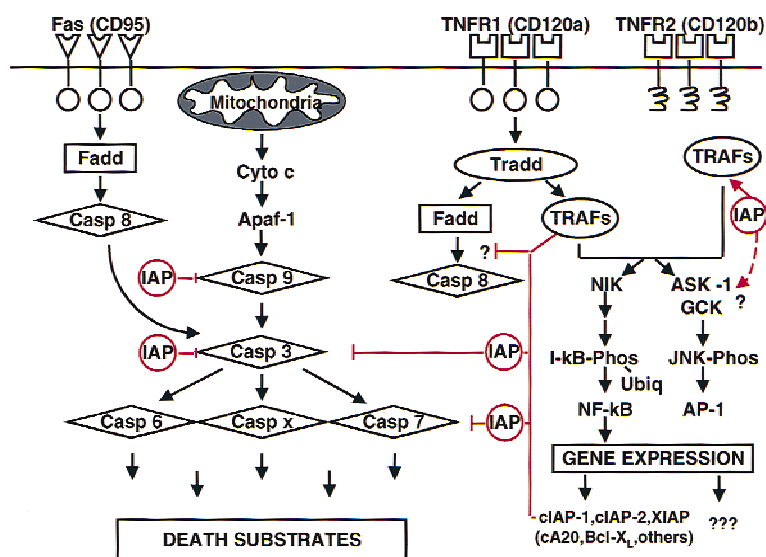 Fas (CD95)
TNFR1 (CD120a)
TNFR2 (CD120b)
Mitochondria
Fadd
Cyto c
Tradd
TRAFs
Casp 8
Apaf-1
Fadd
TRAFs
IAP
?
IAP
Casp 9
Casp 8
NIK
ASK -1
GCK
?
IAP
Casp 3
IAP
I-kB-Phos
Ubiq
JNK-Phos
Casp 6
Casp x
Casp 7
IAP
NF-kB
AP-1
GENE EXPRESSION
DEATH SUBSTRATES
cIAP-1,cIAP-2,XIAP
(cA20,Bcl-XL,others)
???